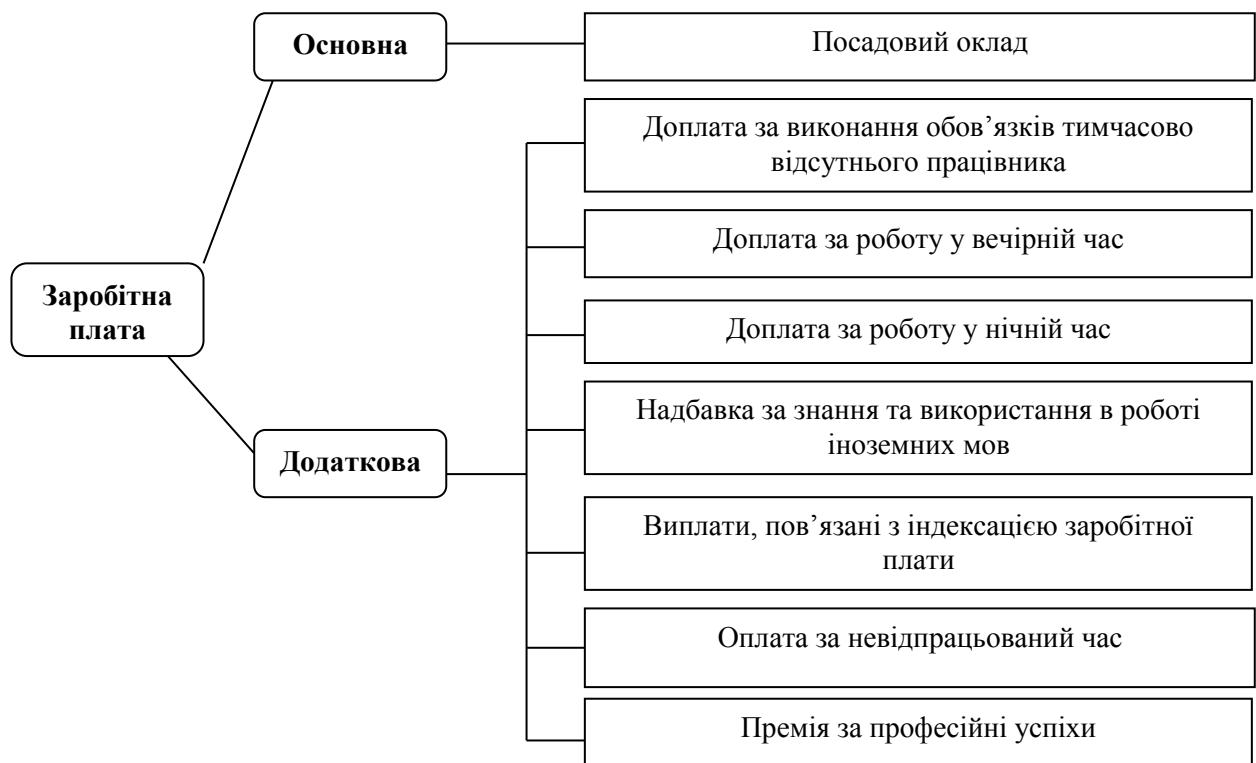 Основна
Посадовий оклад
Доплата за виконання обов’язків тимчасово
відсутнього працівника
Доплата за роботу у вечірній час
Заробітна
плата
Доплата за роботу у нічній час
Надбавка за знання та використання в роботі
іноземних мов
Додаткова
Виплати, пов’язані з індексацією заробітної
плати
Оплата за невідпрацьований час
Премія за професійні успіхи